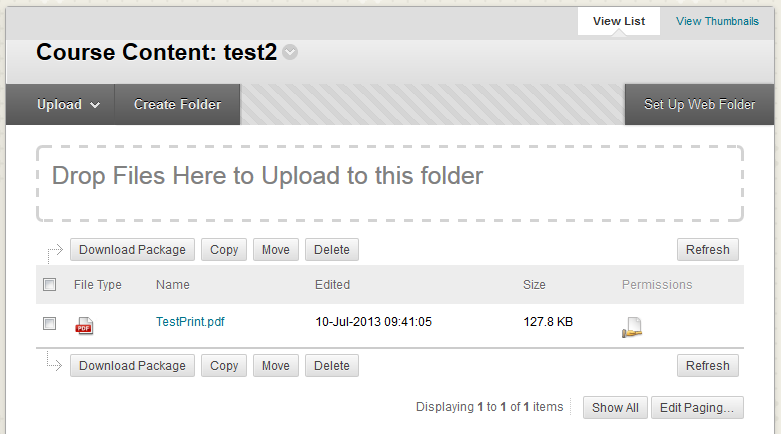 View List View Thumbnails
Course Content: test2
Upload Create Folder Set Up Web Folder
Drop Files Here to Upload to this folder
Download Package Copy Move Delete Refresh
File Type Name Edited Size Permissions
PDF TestPrint.pdf 10-Jul-2013 09:41:05 127.8 KB
Download Package Copy Move Delete Refresh
Displaying 1 to 1 of 1 items Show All Edit Paging...